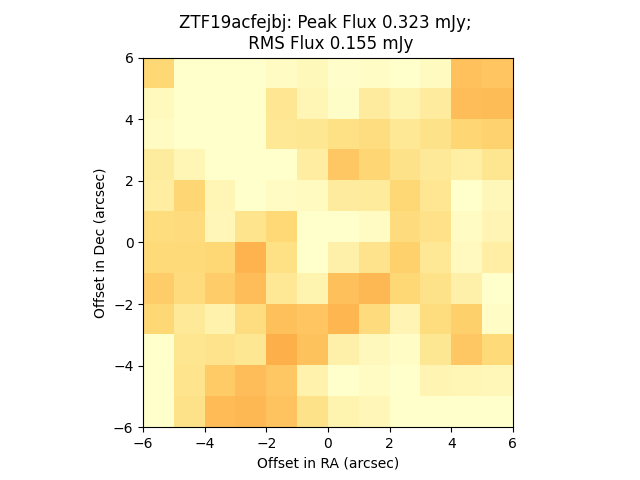 ZTF19acfejbj: Peak Flux 0.323 mJy;
RMS Flux 0.155 mJy
6
4
2
0
−2
−4
−6
Offset in Dec (arcsec)
−6 −4 −2 0 2 4 6
Offset in RA (arcsec)